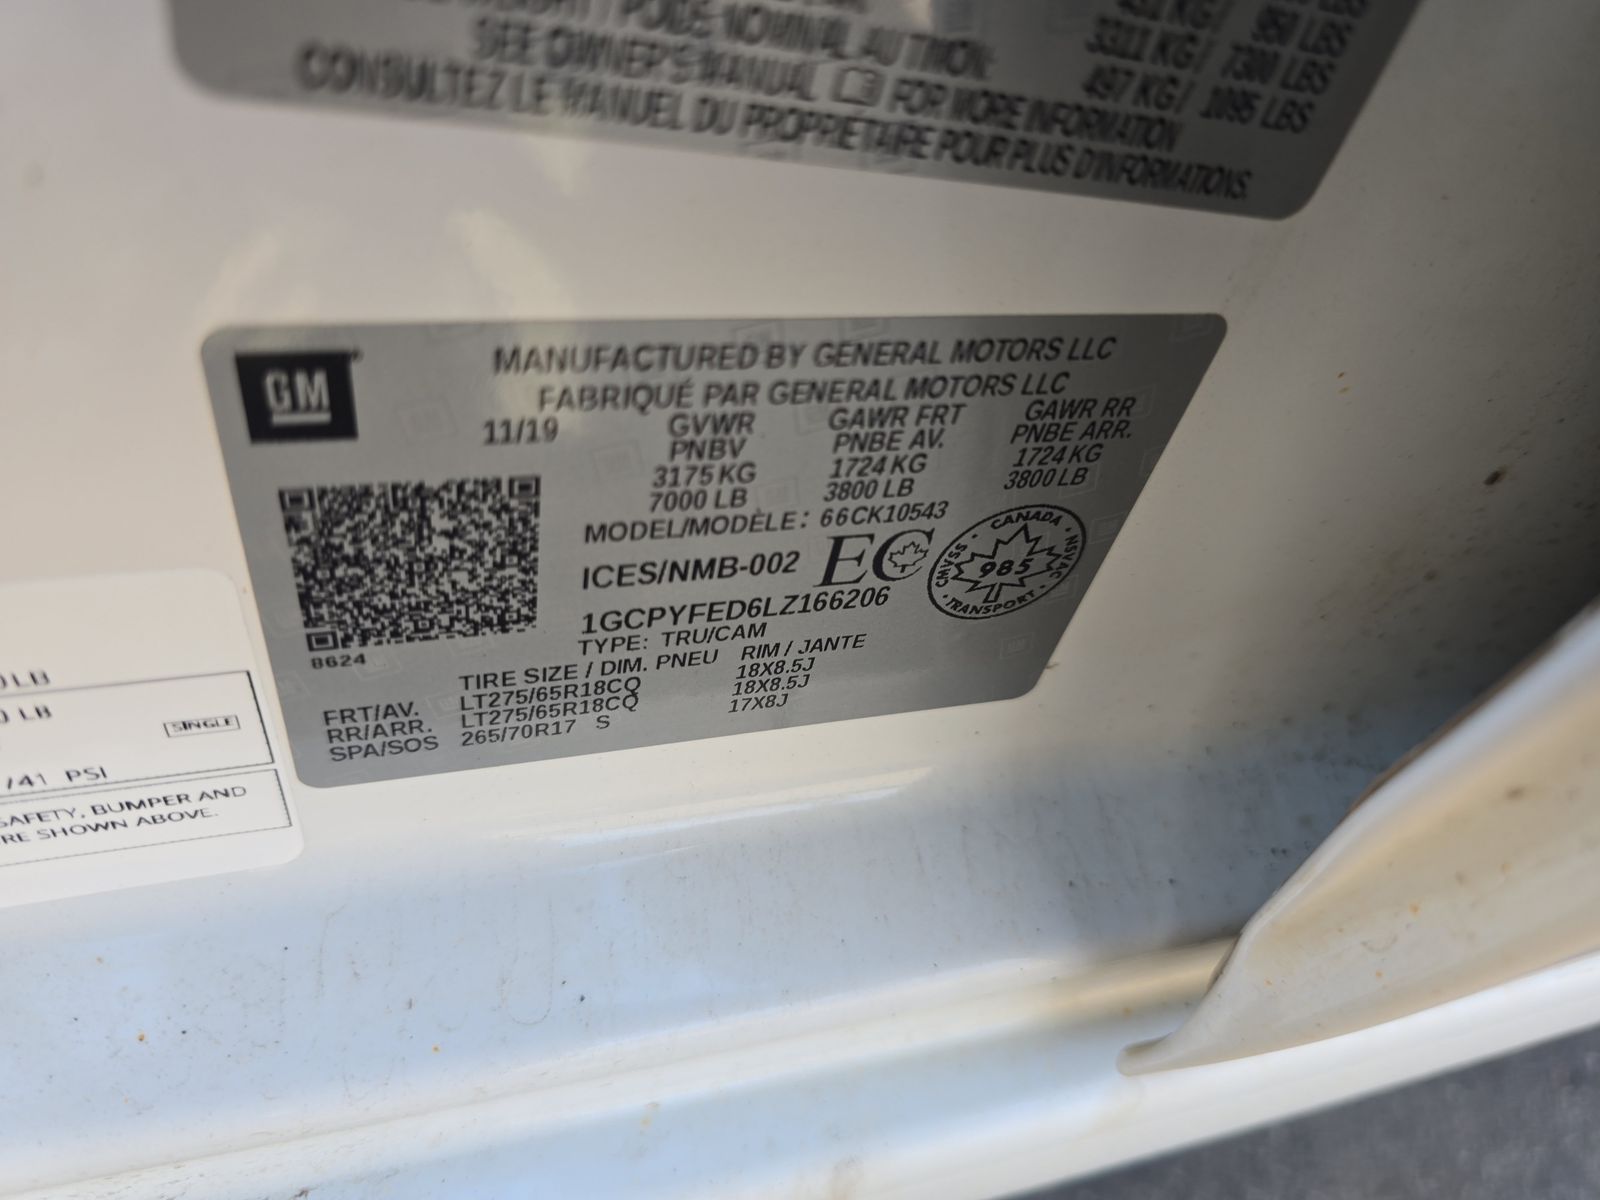 POIDS NOMINAL AU TIMON:
3311 KG / 7300 LBS
SEE OWNER'S MANUAL FOR MORE INFORMATION
497 KG / 1095 LBS
CONSULTEZ LE MANUEL DU PROPRIÉTAIRE POUR PLUS D'INFORMATIONS.
GM
MANUFACTURED BY GENERAL MOTORS LLC
FABRIQUÉ PAR GENERAL MOTORS LLC
11/19 GVWR GAWR FRT GAWR RR
PNBV PNBE AV. PNBE ARR.
3175 KG 1724 KG 1724 KG
7000 LB 3800 LB 3800 LB
MODEL/MODÈLE: 66CK10543
ICES/NMB-002 EC
CANADA
CMVSS · 985 · NSVAC
TRANSPORT
1GCPYFED6LZ166206
TYPE: TRU/CAM
8624
TIRE SIZE / DIM. PNEU RIM / JANTE
FRT/AV. LT275/65R18CQ 18X8.5J
RR/ARR. LT275/65R18CQ 18X8.5J
SPA/SOS 265/70R17 S 17X8J
LB
LB
SINGLE
/41 PSI
SAFETY, BUMPER AND
RE SHOWN ABOVE.